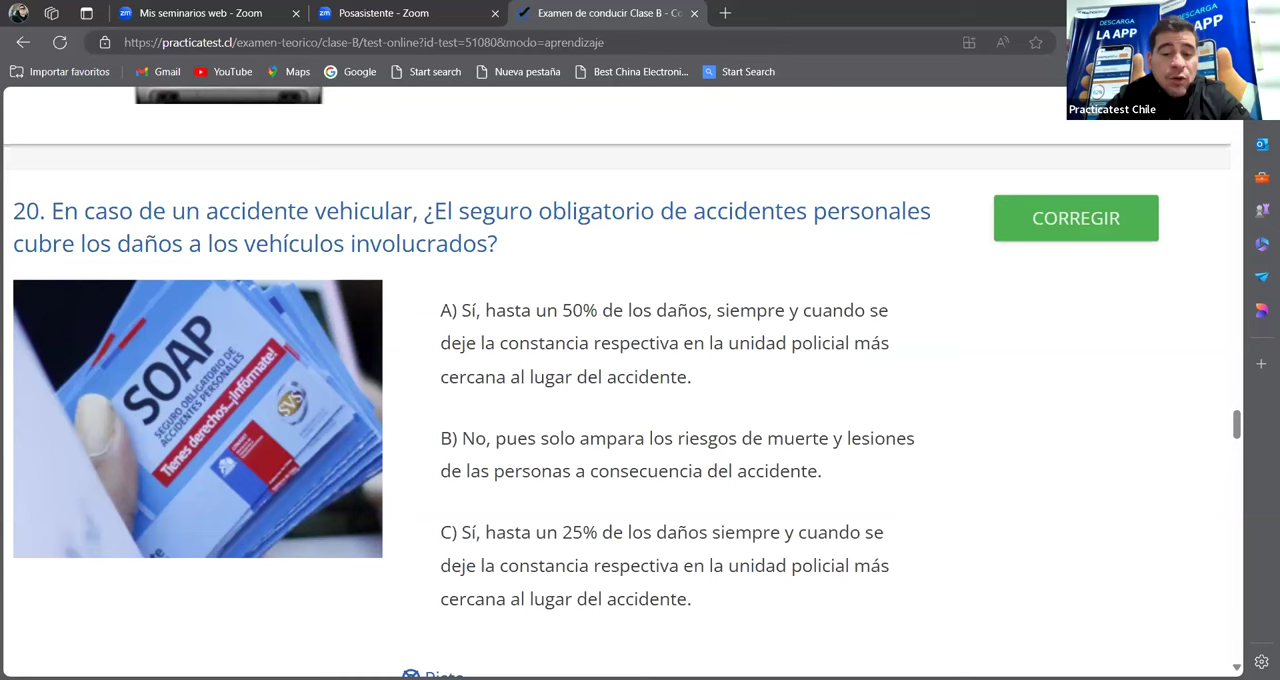 Mis seminarios web - Zoom
Posasistente - Zoom
Examen de conducir Clase B - Co
https://practicatest.cl/examen-teorico/clase-B/test-online?id-test=51080&modo=aprendizaje
Importar favoritos
Gmail
YouTube
Maps
Google
Start search
Nueva pestaña
Best China Electroni...
Start Search
DESCARGA
LA APP
DESCARGA
APP
Practicatest Chile
20. En caso de un accidente vehicular, ¿El seguro obligatorio de accidentes personales
cubre los daños a los vehículos involucrados?
CORREGIR
SOAP
SEGURO OBLIGATORIO DE
ACCIDENTES PERSONALES
Tienes derechos...¡Infórmate!
SVS
A) Sí, hasta un 50% de los daños, siempre y cuando se
deje la constancia respectiva en la unidad policial más
cercana al lugar del accidente.
B) No, pues solo ampara los riesgos de muerte y lesiones
de las personas a consecuencia del accidente.
C) Sí, hasta un 25% de los daños siempre y cuando se
deje la constancia respectiva en la unidad policial más
cercana al lugar del accidente.